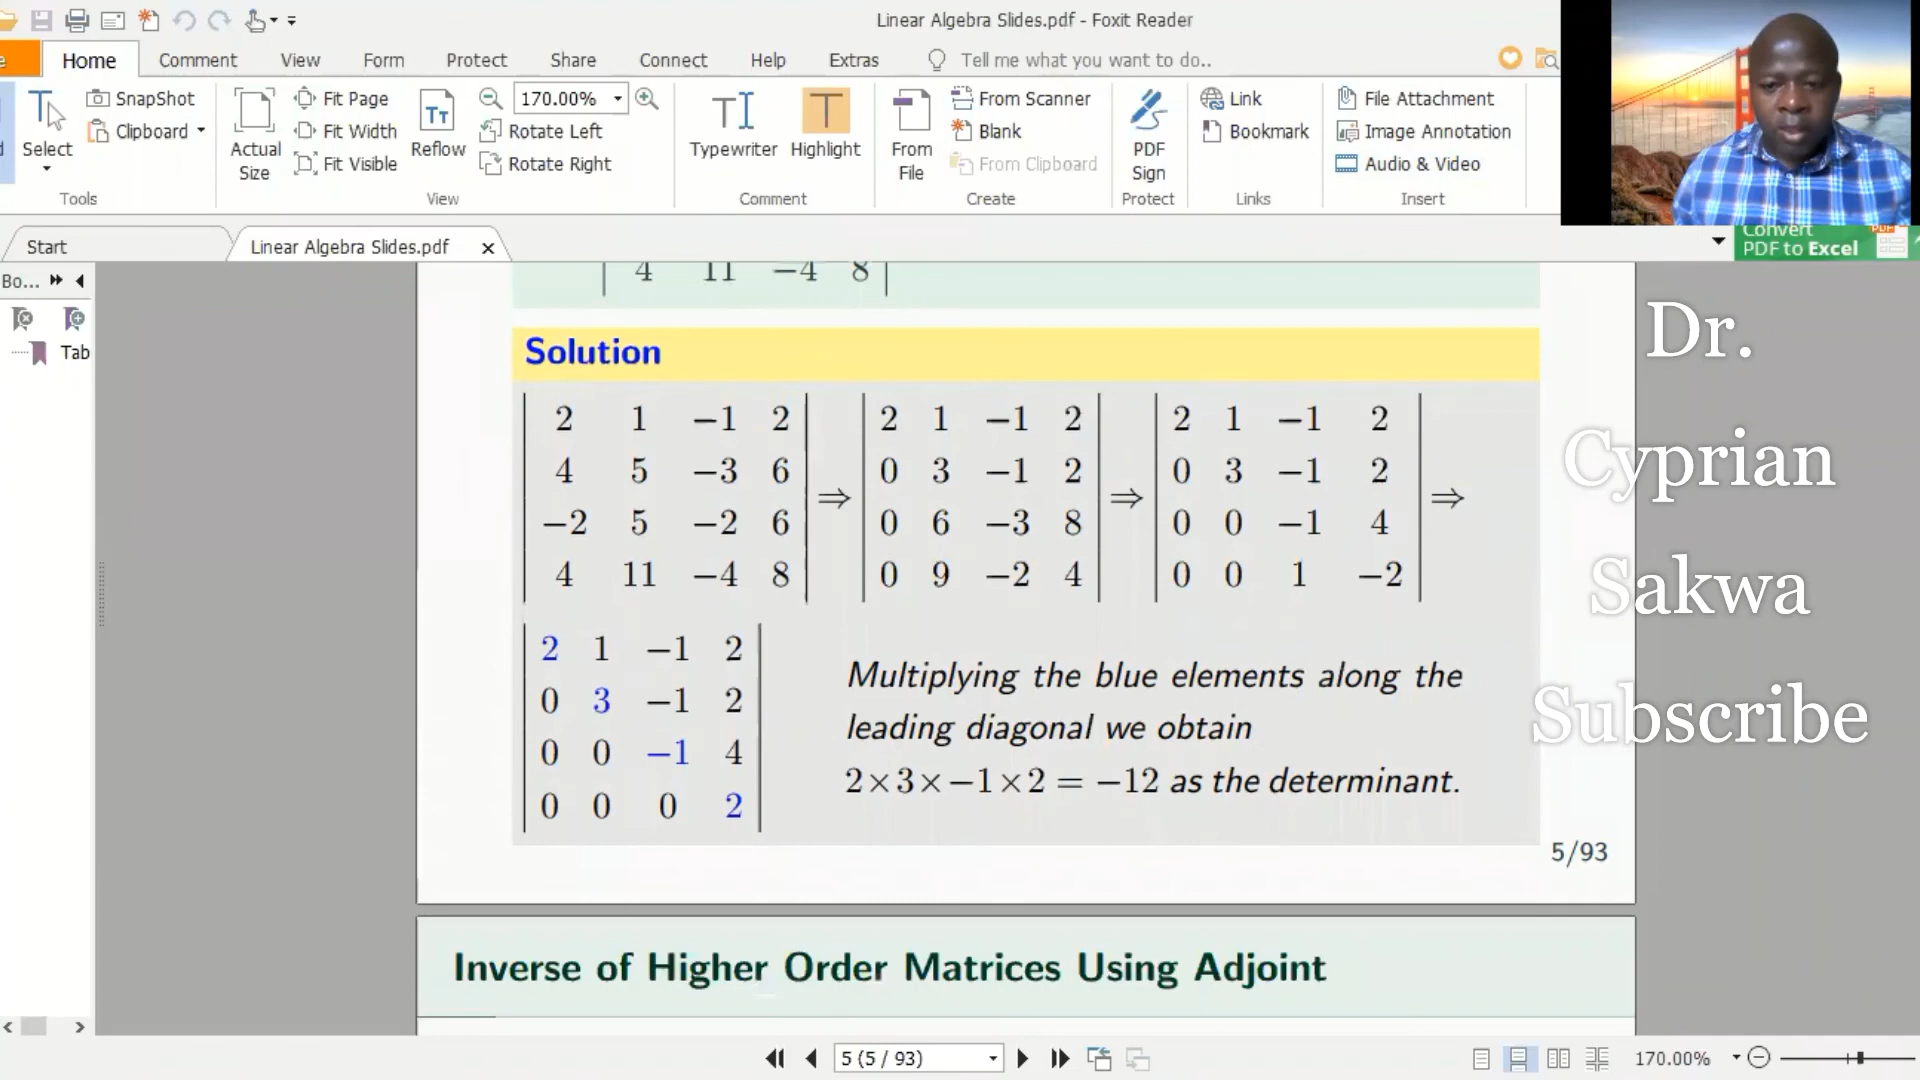 Linear Algebra Slides.pdf - Foxit Reader
Home Comment View Form Protect Share Connect Help Extras Tell me what you want to do..
Select
SnapShot
Clipboard
Tools
Actual Size
Fit Page
Fit Width
Fit Visible
Reflow
170.00%
Rotate Left
Rotate Right
View
Typewriter
Highlight
Comment
From File
From Scanner
Blank
From Clipboard
Create
PDF Sign
Protect
Link
Bookmark
Links
File Attachment
Image Annotation
Audio & Video
Insert
Start
Linear Algebra Slides.pdf
Convert
PDF to Excel
Bo...
Tab
4 11 −4 8
Solution
2 1 −1 2
4 5 −3 6
−2 5 −2 6
4 11 −4 8
⇒
2 1 −1 2
0 3 −1 2
0 6 −3 8
0 9 −2 4
⇒
2 1 −1 2
0 3 −1 2
0 0 −1 4
0 0 1 −2
⇒
2 1 −1 2
0 3 −1 2
0 0 −1 4
0 0 0 2
Multiplying the blue elements along the
leading diagonal we obtain
2×3×−1×2 = −12 as the determinant.
5/93
Inverse of Higher Order Matrices Using Adjoint
Dr.
Cyprian
Sakwa
Subscribe
5 (5 / 93)
170.00%